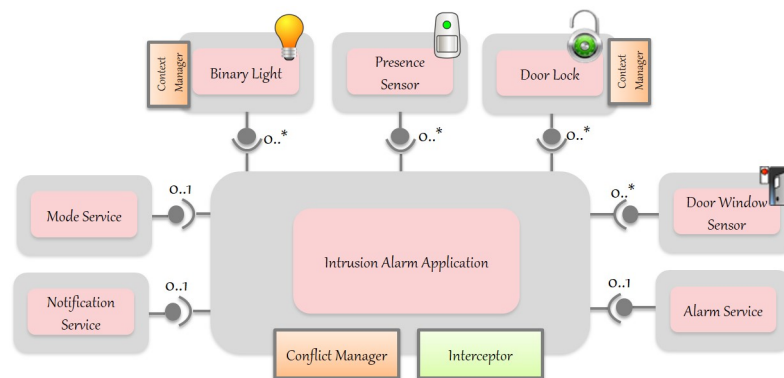 Context
Manager
Binary Light
Presence
Sensor
Door Lock
Context
Manager
0..*
0..*
0..*
Mode Service
0..1
0..*
Door Window
Sensor
Intrusion Alarm Application
Notification
Service
0..1
0..1
Alarm Service
Conflict Manager
Interceptor